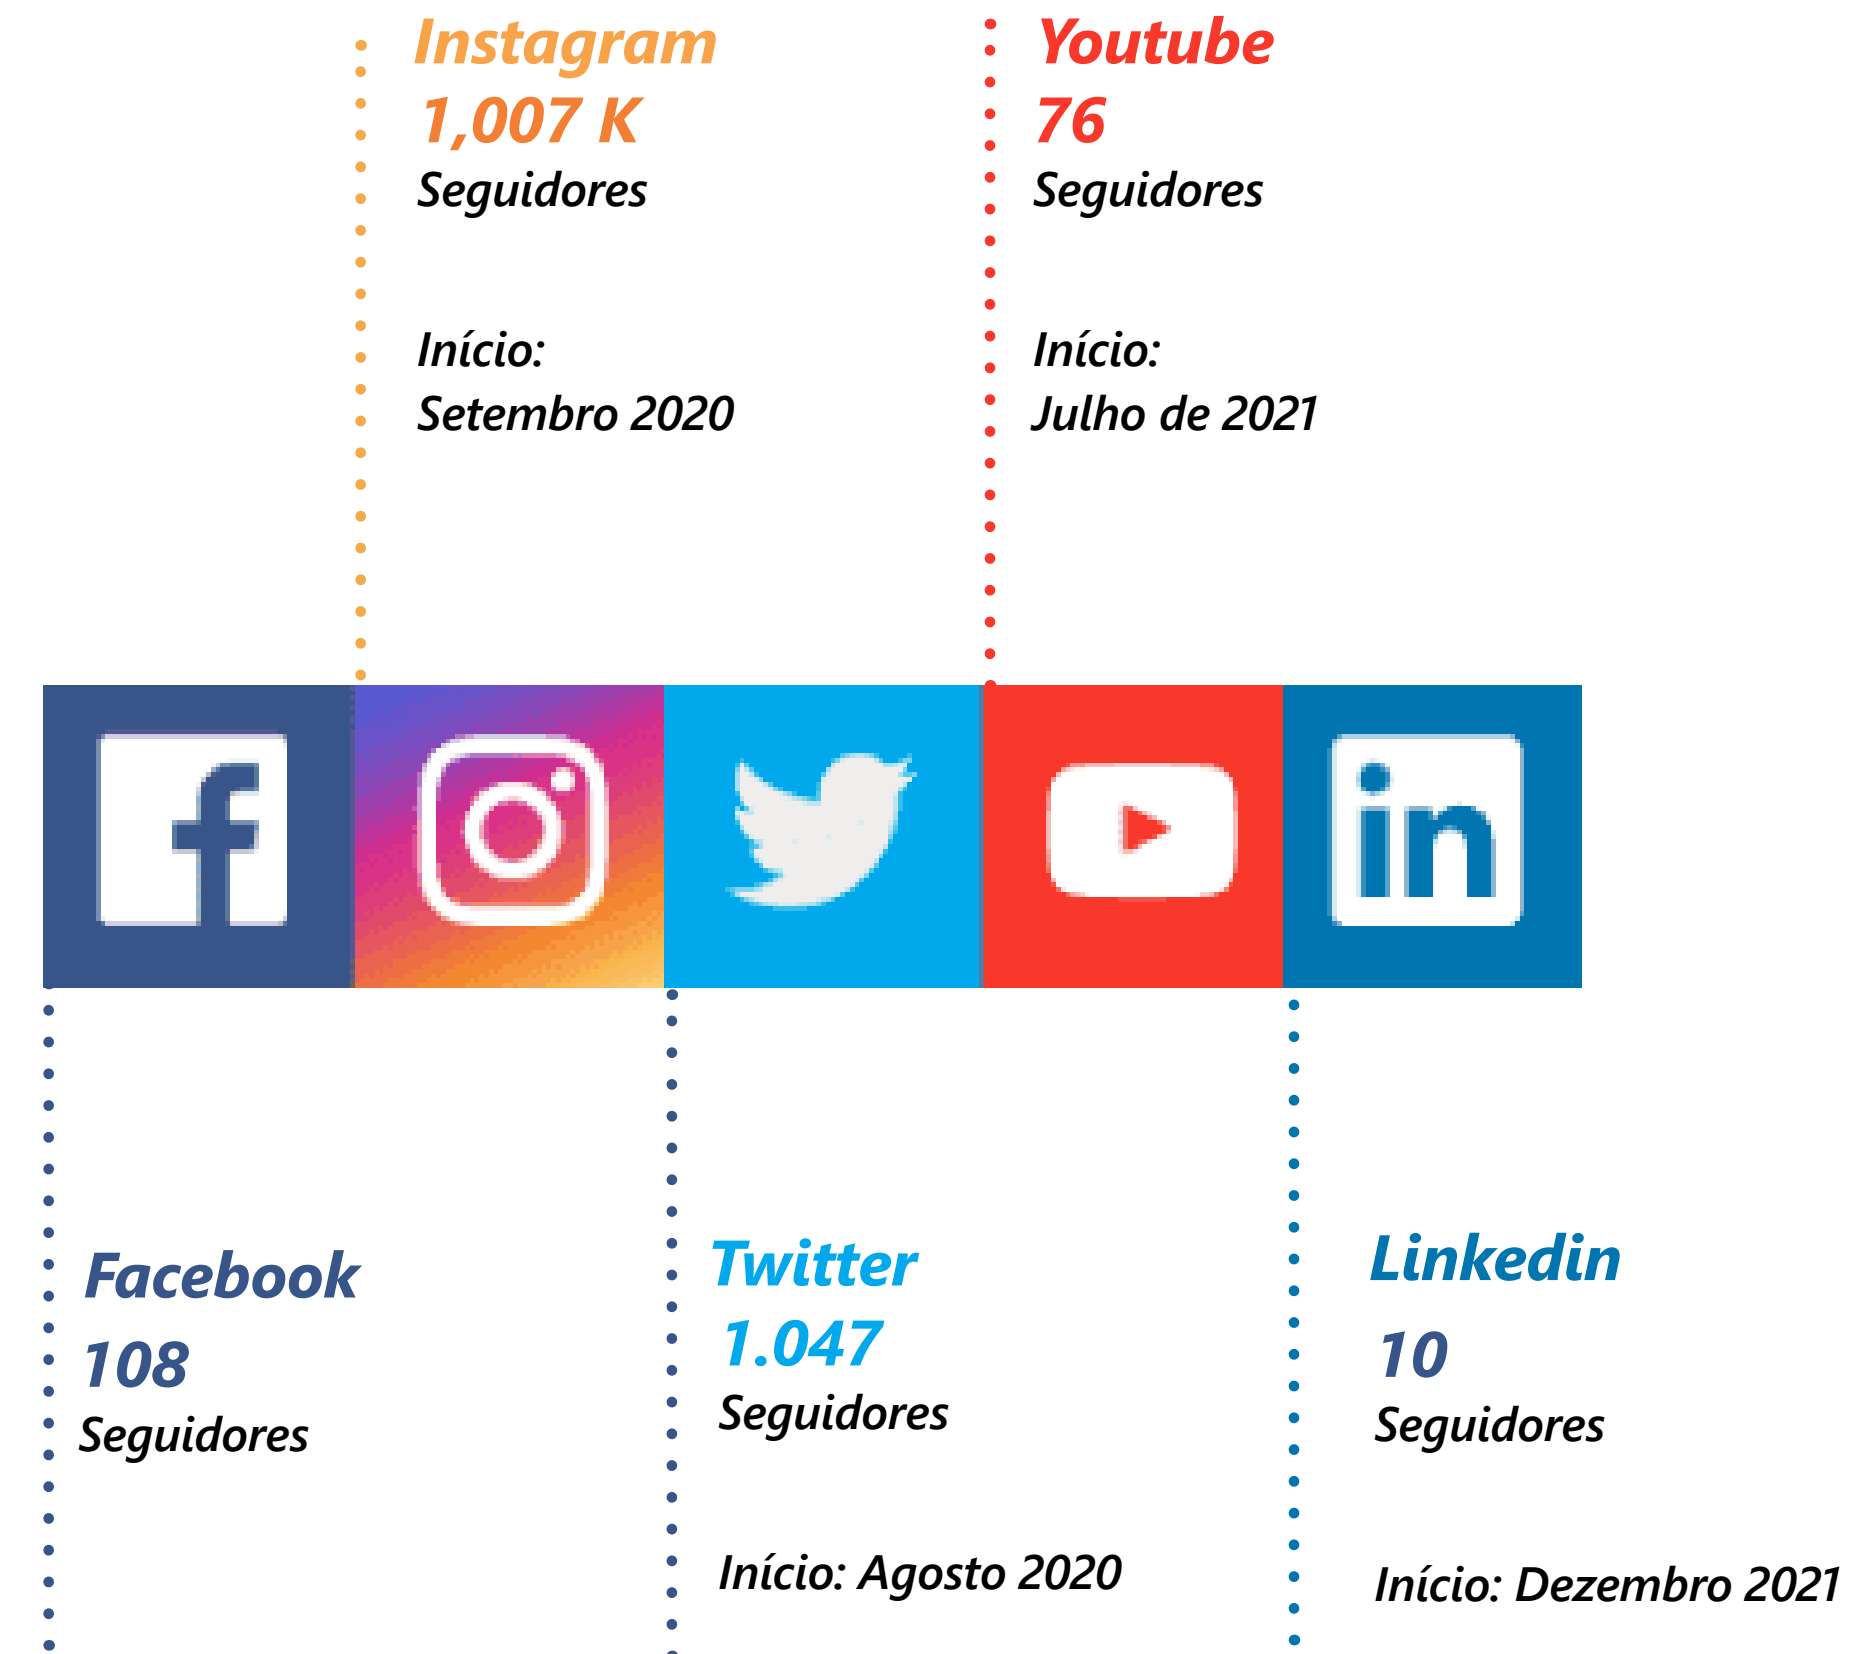 Instagram
1,007 K
Seguidores
Início:
Setembro 2020
Youtube
76
Seguidores
Início:
Julho de 2021
f
in
Facebook
108
Seguidores
Twitter
1.047
Seguidores
Início: Agosto 2020
Linkedin
10
Seguidores
Início: Dezembro 2021